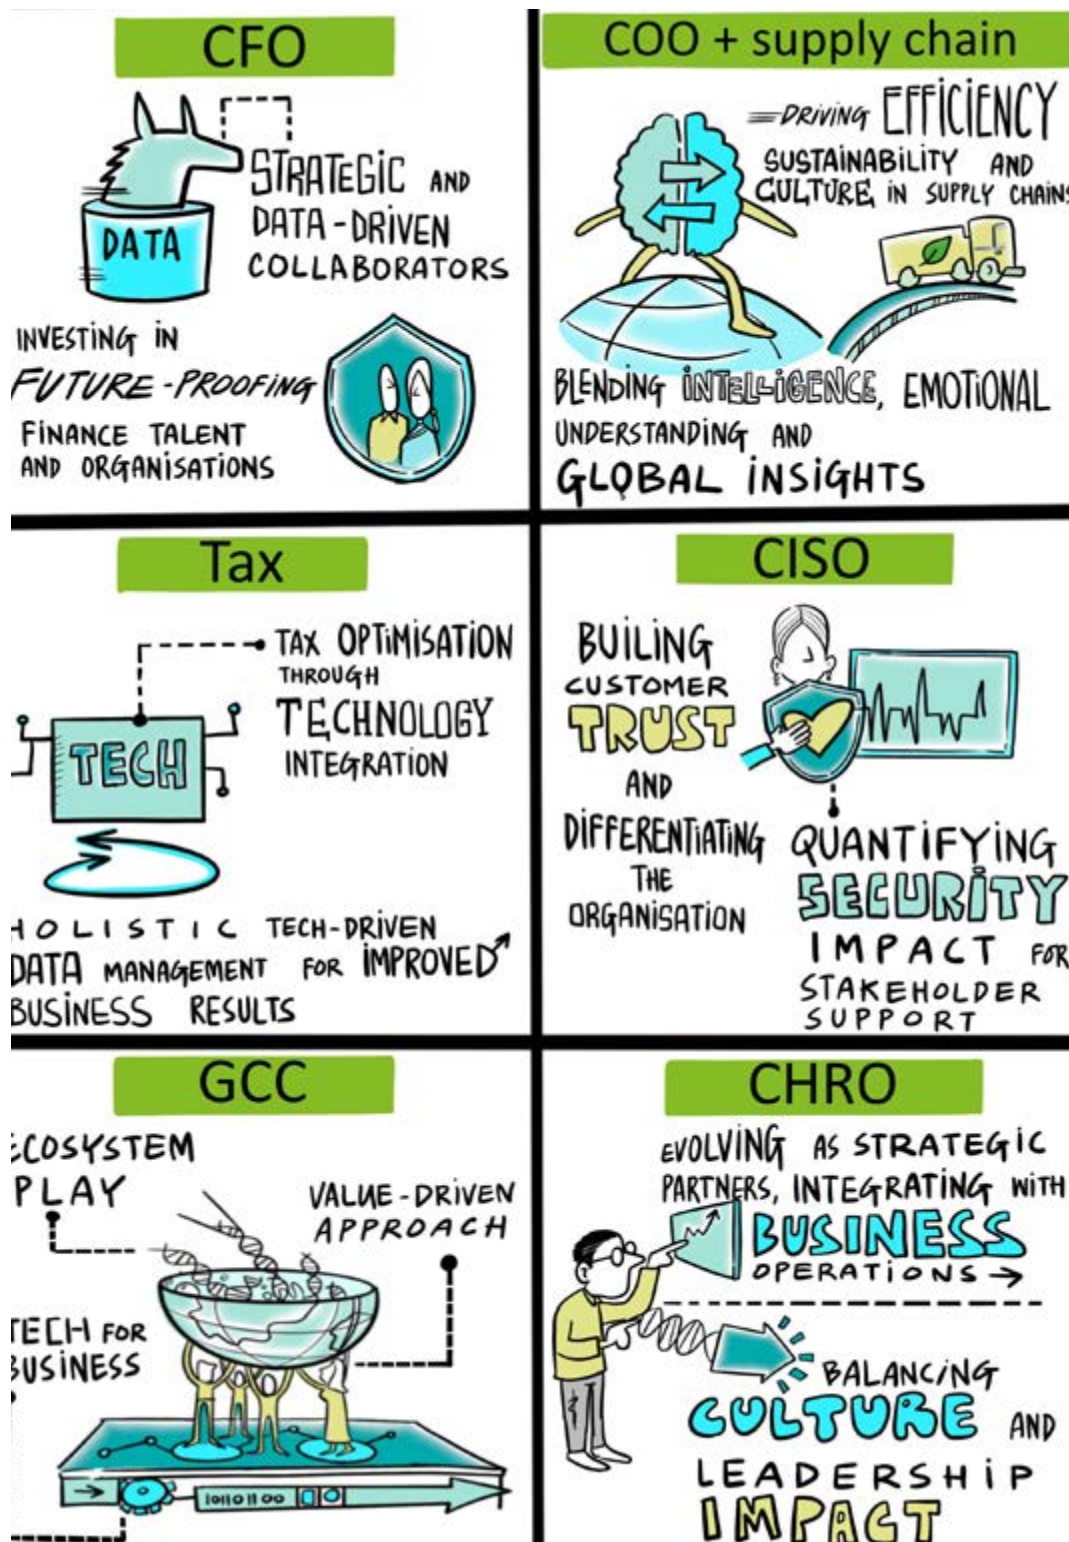 CFO
STRATEGIC AND
DATA-DRIVEN
COLLABORATORS
DATA
INVESTING IN
FUTURE-PROOFING
FINANCE TALENT
AND ORGANISATIONS
COO + supply chain
DRIVING EFFICIENCY
SUSTAINABILITY AND
CULTURE IN SUPPLY CHAINS
BLENDING INTELLIGENCE, EMOTIONAL
UNDERSTANDING AND
GLOBAL INSIGHTS
Tax
TAX OPTIMISATION
THROUGH
TECHNOLOGY
INTEGRATION
TECH
HOLISTIC TECH-DRIVEN
DATA MANAGEMENT FOR IMPROVED
BUSINESS RESULTS
CISO
BUILING
CUSTOMER
TRUST
AND
DIFFERENTIATING
THE
ORGANISATION
QUANTIFYING
SECURITY
IMPACT FOR
STAKEHOLDER
SUPPORT
GCC
ECOSYSTEM
PLAY
VALUE-DRIVEN
APPROACH
TECH FOR
BUSINESS
10110110 0
CHRO
EVOLVING AS STRATEGIC
PARTNERS, INTEGRATING WITH
BUSINESS
OPERATIONS →
BALANCING
CULTURE AND
LEADERSHIP
IMPACT